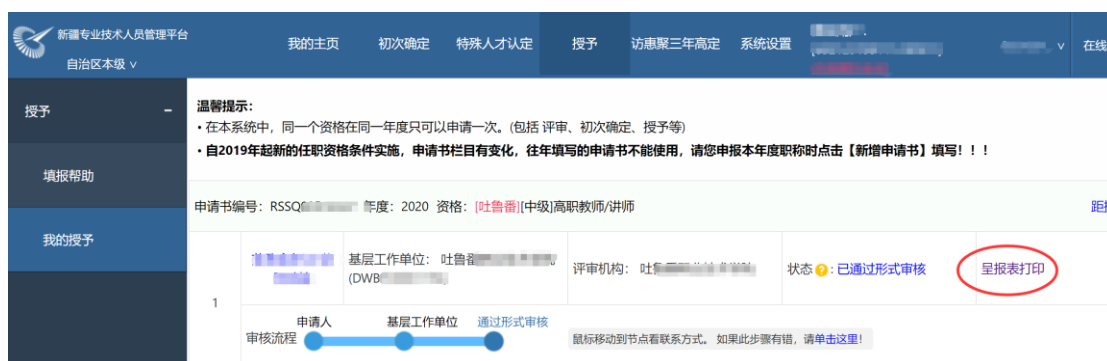 新疆专业技术人员管理平台
自治区本级 ∨
我的主页 初次确定 特殊人才认定 授予 访惠聚三年高定 系统设置
在线
授予
填报帮助
我的授予
温馨提示：
• 在本系统中，同一个资格在同一年度只可以申请一次。(包括 评审、初次确定、授予等)
• 自2019年起新的任职资格条件实施，申请书栏目有变化，往年填写的申请书不能使用，请您申报本年度职称时点击【新增申请书】填写！！！
申请书编号：RSSQ 年度：2020 资格：[吐鲁番][中级]高职教师/讲师
1
基层工作单位：吐鲁番
(DWB
评审机构：吐
状态 ? : 已通过形式审核
呈报表打印
申请人 基层工作单位 通过形式审核
审核流程
鼠标移动到节点看联系方式。如果此步骤有错，请单击这里！